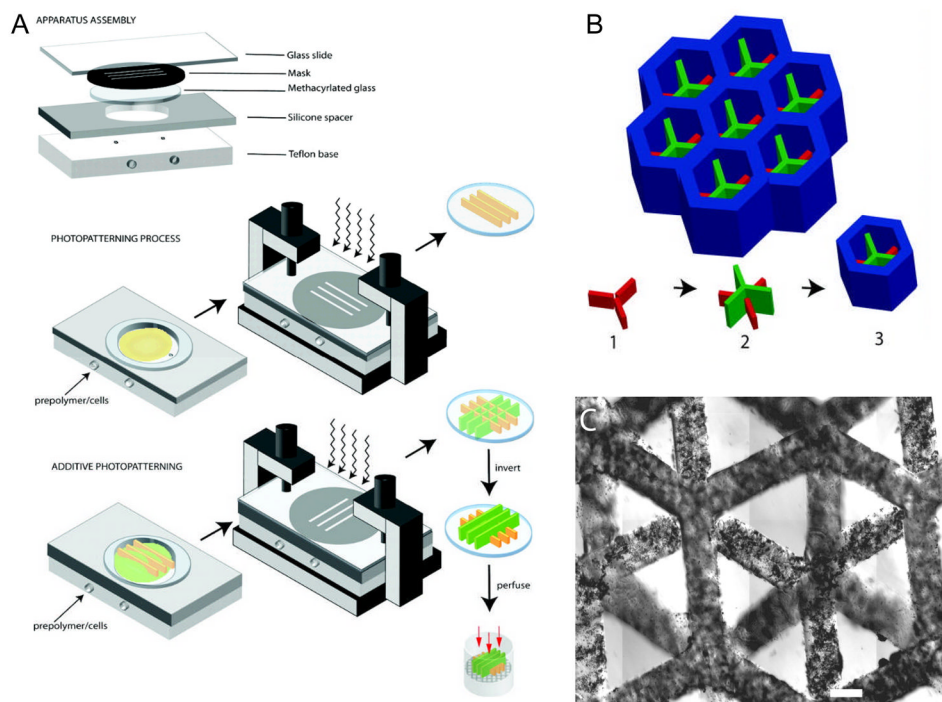 A
APPARATUS ASSEMBLY
Glass slide
Mask
Methacrylated glass
Silicone spacer
Teflon base
PHOTOPATTERNING PROCESS
prepolymer/cells
ADDITIVE PHOTOPATTERNING
prepolymer/cells
invert
perfuse
B
1
2
3
C